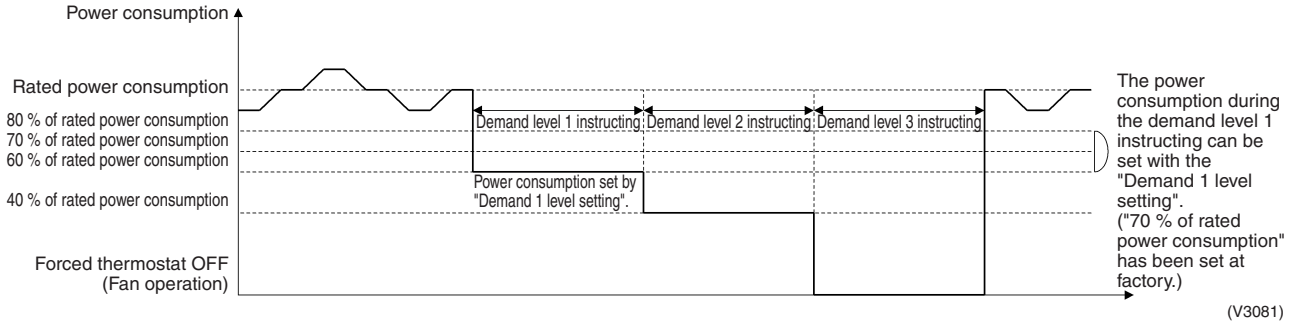 Power consumption
Rated power consumption
80 % of rated power consumption
70 % of rated power consumption
60 % of rated power consumption
40 % of rated power consumption
Forced thermostat OFF
(Fan operation)
Demand level 1 instructing
Demand level 2 instructing
Demand level 3 instructing
Power consumption set by
"Demand 1 level setting".
The power
consumption during
the demand level 1
instructing can be
set with the
"Demand 1 level
setting".
("70 % of rated
power consumption"
has been set at
factory.)
(V3081)